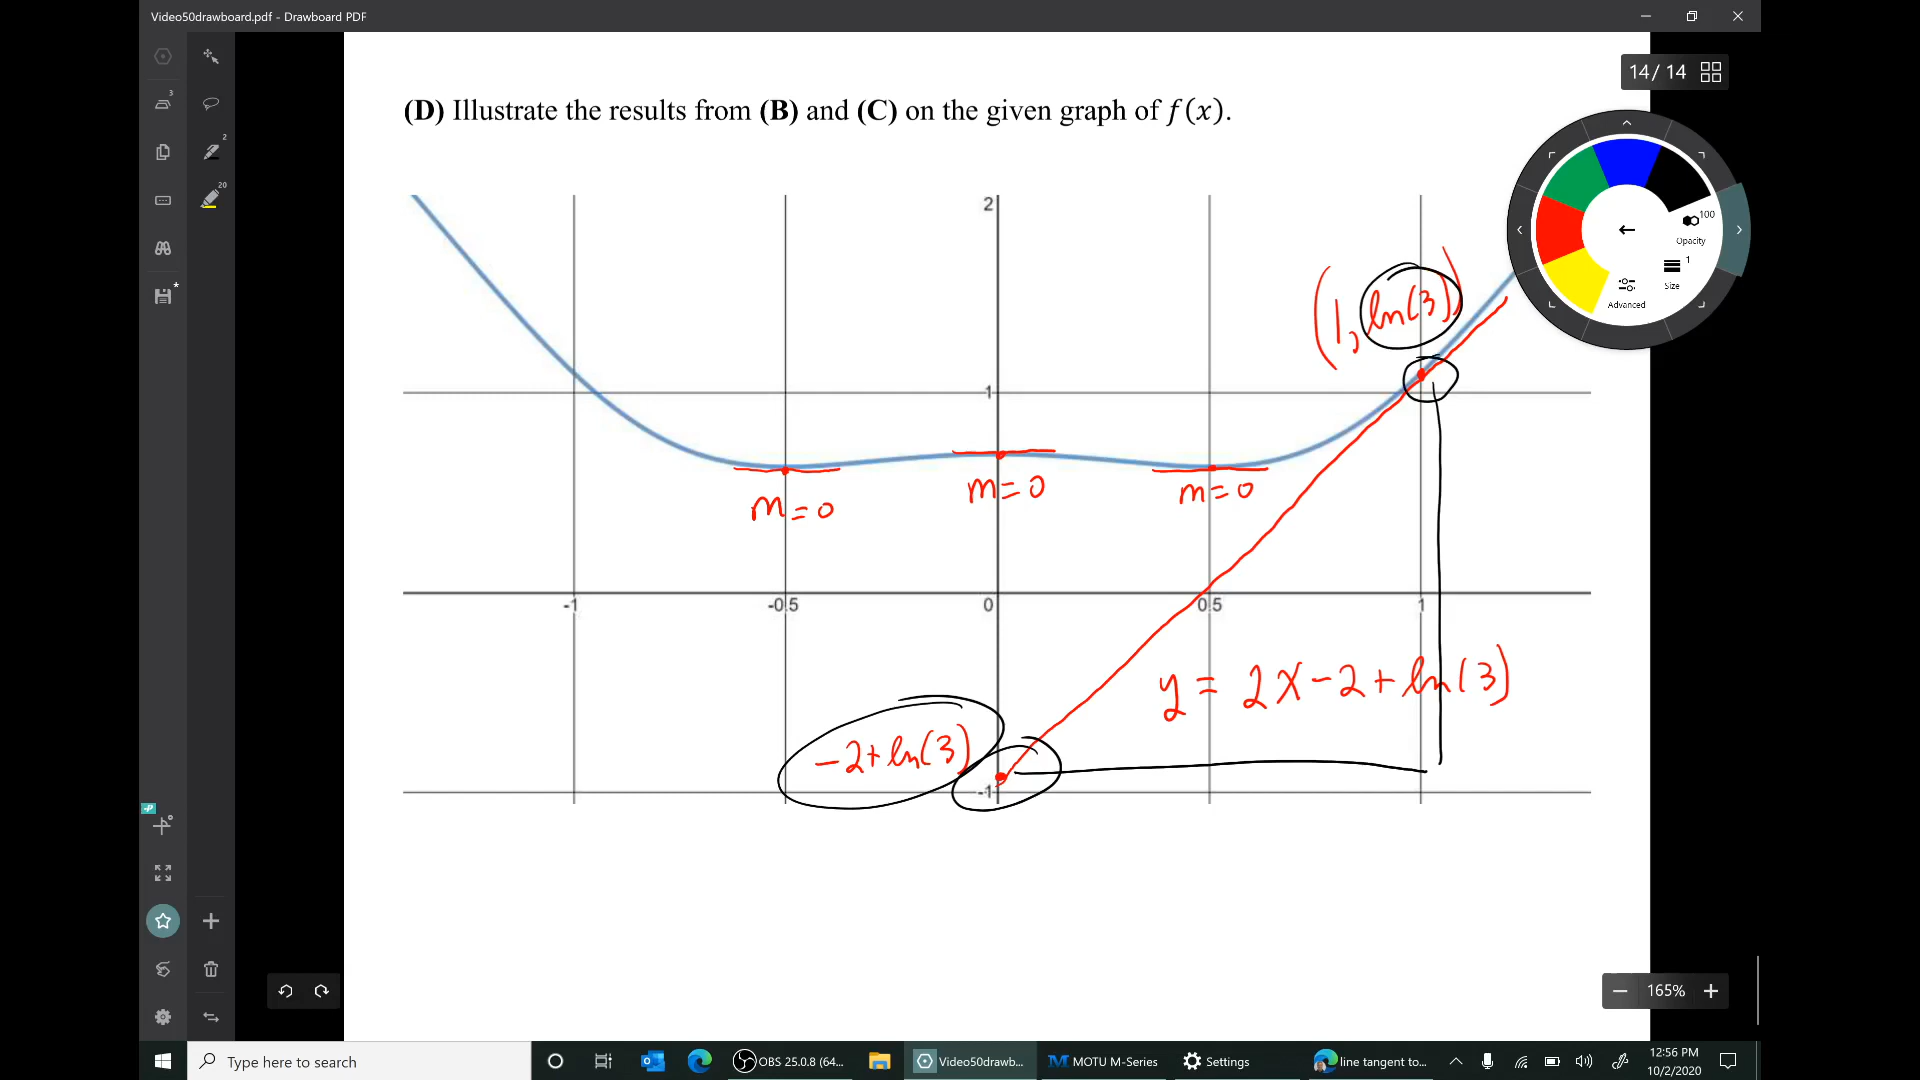 Video50drawboard.pdf - Drawboard PDF
14 / 14
(D) Illustrate the results from (B) and (C) on the given graph of f(x).
3
2
20
100
Opacity
1
Size
Advanced
2
(1, ln(3))
1
m = 0
m = 0
m = 0
-1
-0.5
0
0.5
1
y = 2x - 2 + ln(3)
-2 + ln(3)
-1
165%
Type here to search
OBS 25.0.8 (64...
Video50drawb...
MOTU M-Series
Settings
line tangent to...
12:56 PM
10/2/2020